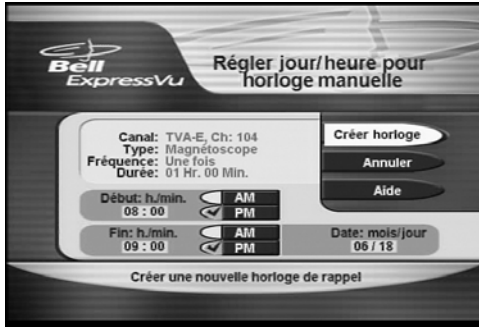 Bell
ExpressVu
Régler jour/heure pour
horloge manuelle
Canal: TVA-E, Ch: 104
Type: Magnétoscope
Fréquence: Une fois
Durée: 01 Hr. 00 Min.
Créer horloge
Annuler
Aide
Début: h./min.
08 : 00
AM
PM
Fin: h./min.
09 : 00
AM
PM
Date: mois/jour
06 / 18
Créer une nouvelle horloge de rappel